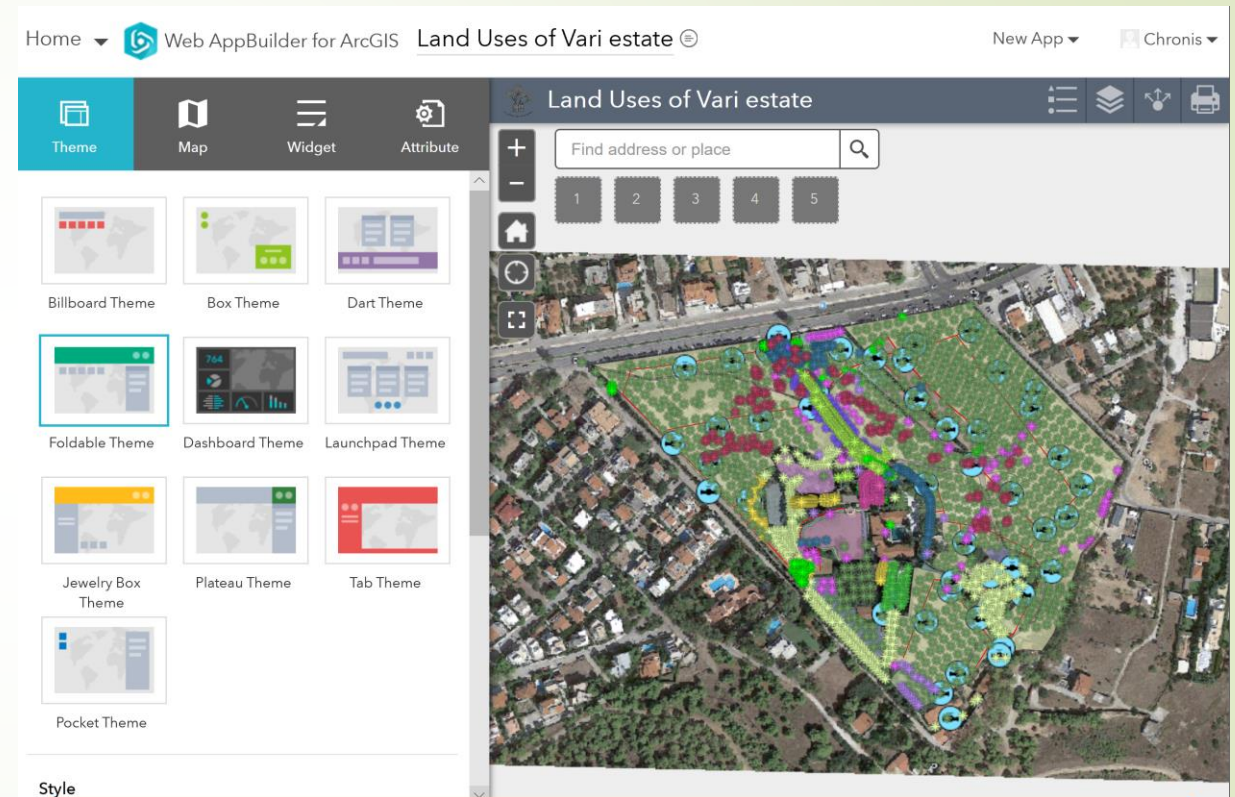 Home
Web AppBuilder for ArcGIS
Land Uses of Vari estate
New App
Chronis
Theme
Map
Widget
Attribute
Land Uses of Vari estate
Find address or place
1
2
3
4
5
Billboard Theme
Box Theme
Dart Theme
764
Foldable Theme
Dashboard Theme
Launchpad Theme
Jewelry Box
Theme
Plateau Theme
Tab Theme
Pocket Theme
Style